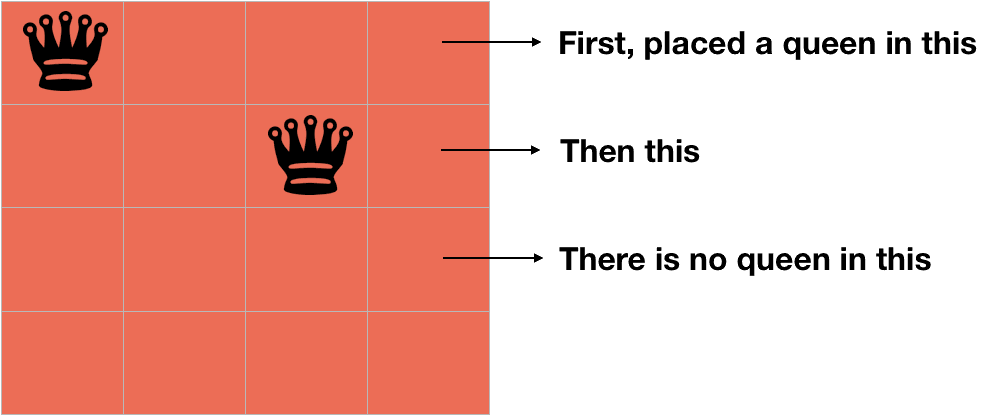 First, placed a queen in this
Then this
There is no queen in this